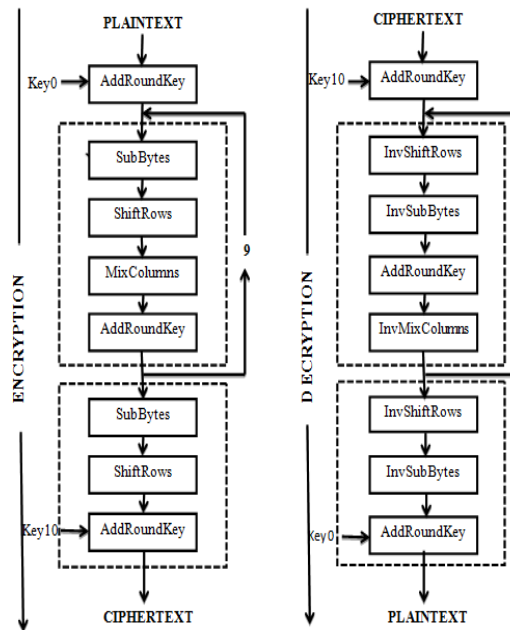 PLAINTEXT
Key0
AddRoundKey
SubBytes
ShiftRows
MixColumns
AddRoundKey
9
SubBytes
ShiftRows
Key10
AddRoundKey
CIPHERTEXT
ENCRYPTION
CIPHERTEXT
Key10
AddRoundKey
InvShiftRows
InvSubBytes
AddRoundKey
InvMixColumns
InvShiftRows
InvSubBytes
Key0
AddRoundKey
PLAINTEXT
DECRYPTION